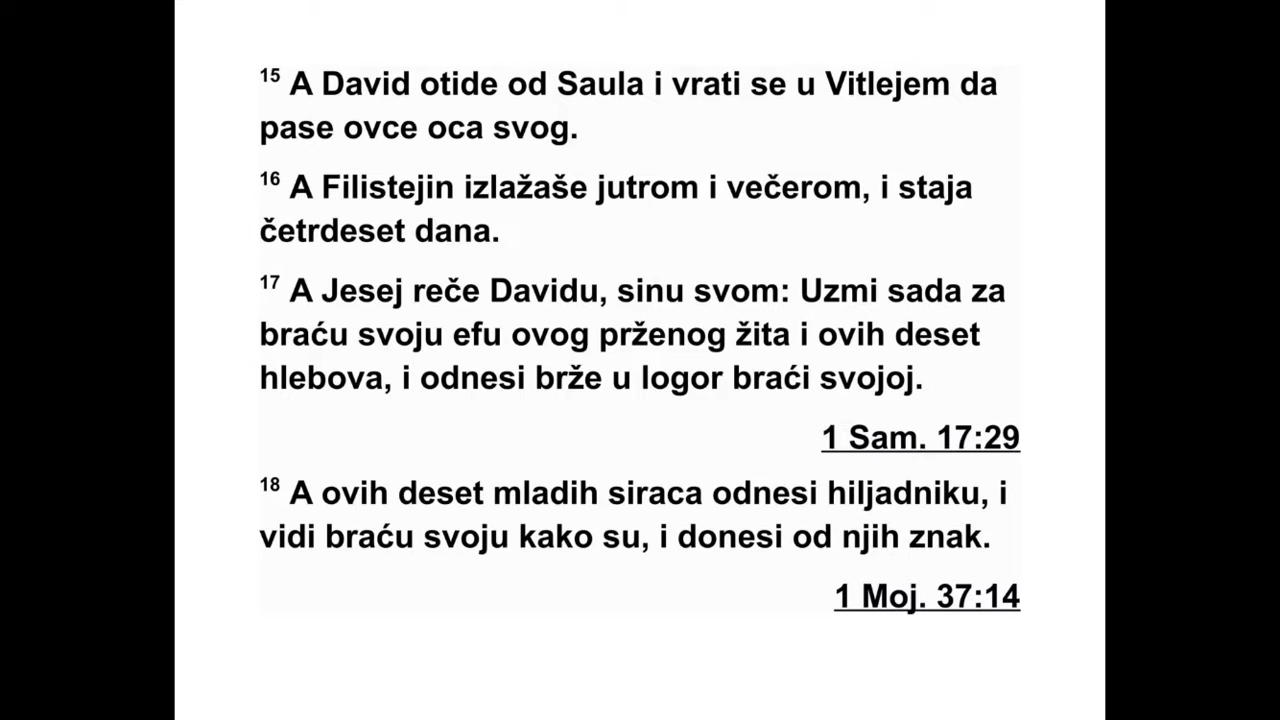 15 A David otide od Saula i vrati se u Vitlejem da
pase ovce oca svog.
16 A Filistejin izlažaše jutrom i večerom, i staja
četrdeset dana.
17 A Jesej reče Davidu, sinu svom: Uzmi sada za
braću svoju efu ovog prženog žita i ovih deset
hlebova, i odnesi brže u logor braći svojoj.
1 Sam. 17:29
18 A ovih deset mladih siraca odnesi hiljadniku, i
vidi braću svoju kako su, i donesi od njih znak.
1 Moj. 37:14